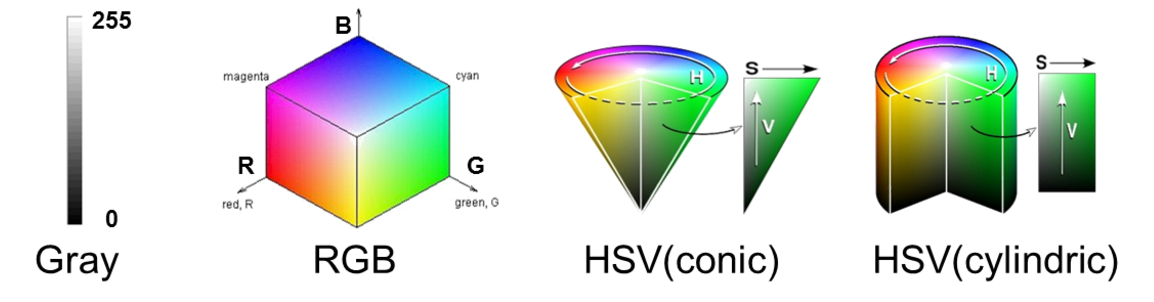 255
0
Gray
B
magenta
cyan
R
G
red, R
green, G
RGB
H
S
V
HSV(conic)
H
S
V
HSV(cylindric)